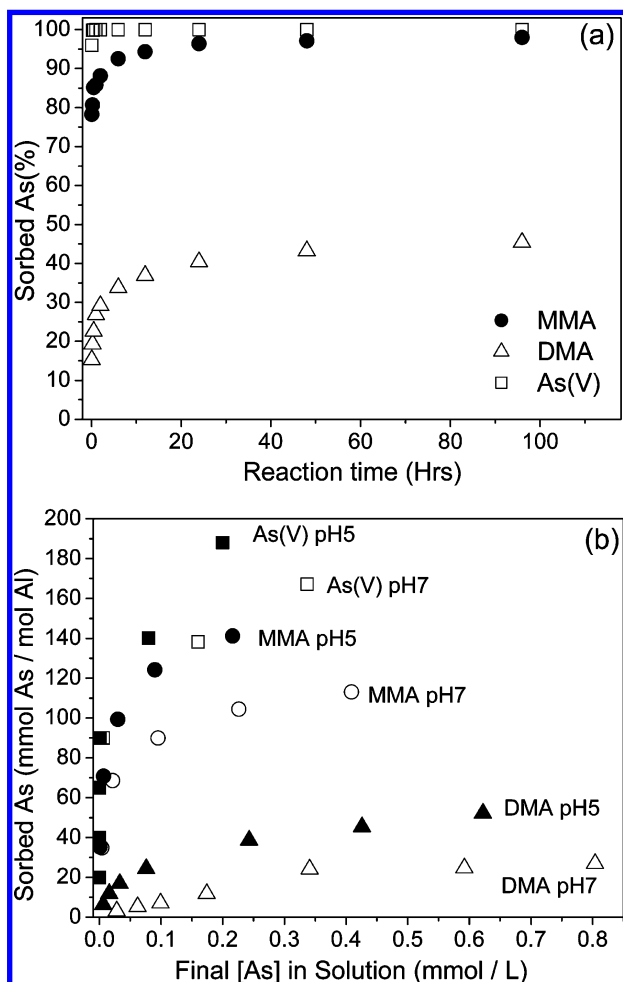 (a)
100
90
80
70
60
50
40
30
20
10
0
Sorbed As(%)
MMA
DMA
As(V)
0 20 40 60 80 100
Reaction time (Hrs)
(b)
200
180
160
140
120
100
80
60
40
20
0
Sorbed As (mmol As / mol Al)
As(V) pH5
As(V) pH7
MMA pH5
MMA pH7
DMA pH5
DMA pH7
0.0 0.1 0.2 0.3 0.4 0.5 0.6 0.7 0.8
Final [As] in Solution (mmol / L)